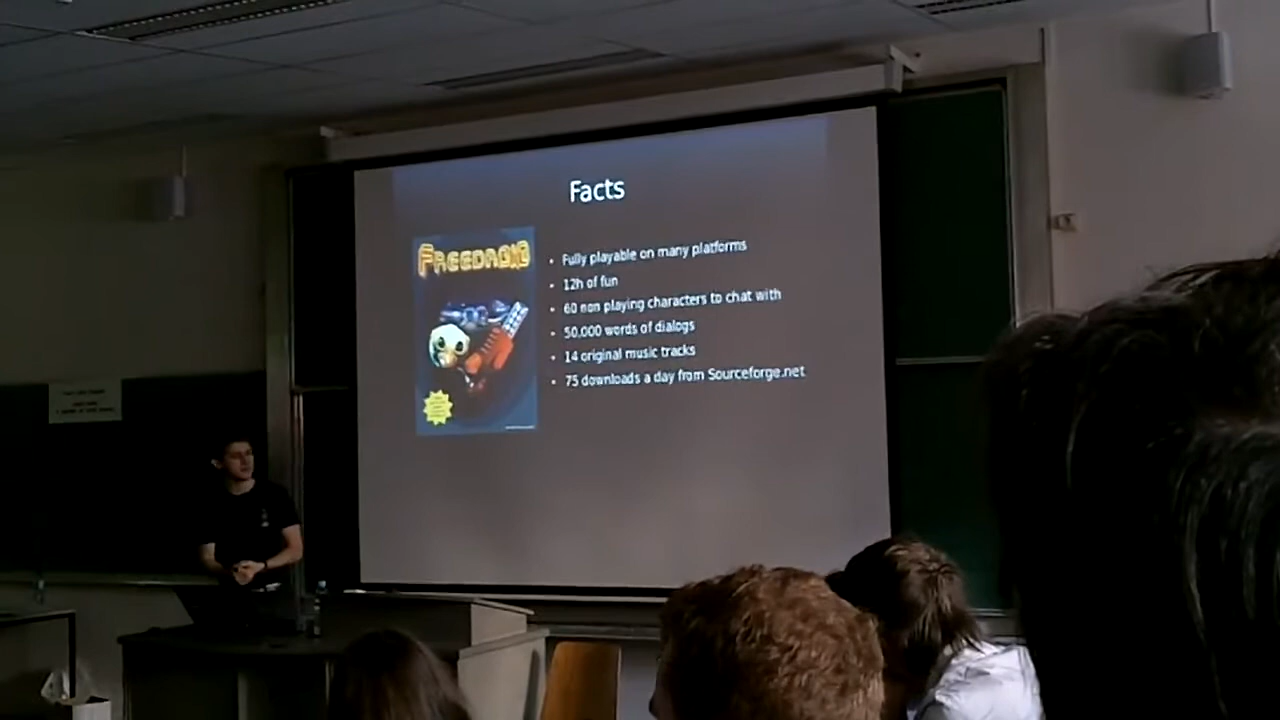 Facts
FREEDROID
• Fully playable on many platforms
• 12h of fun
• 60 non playing characters to chat with
• 50,000 words of dialogs
• 14 original music tracks
• 75 downloads a day from Sourceforge.net